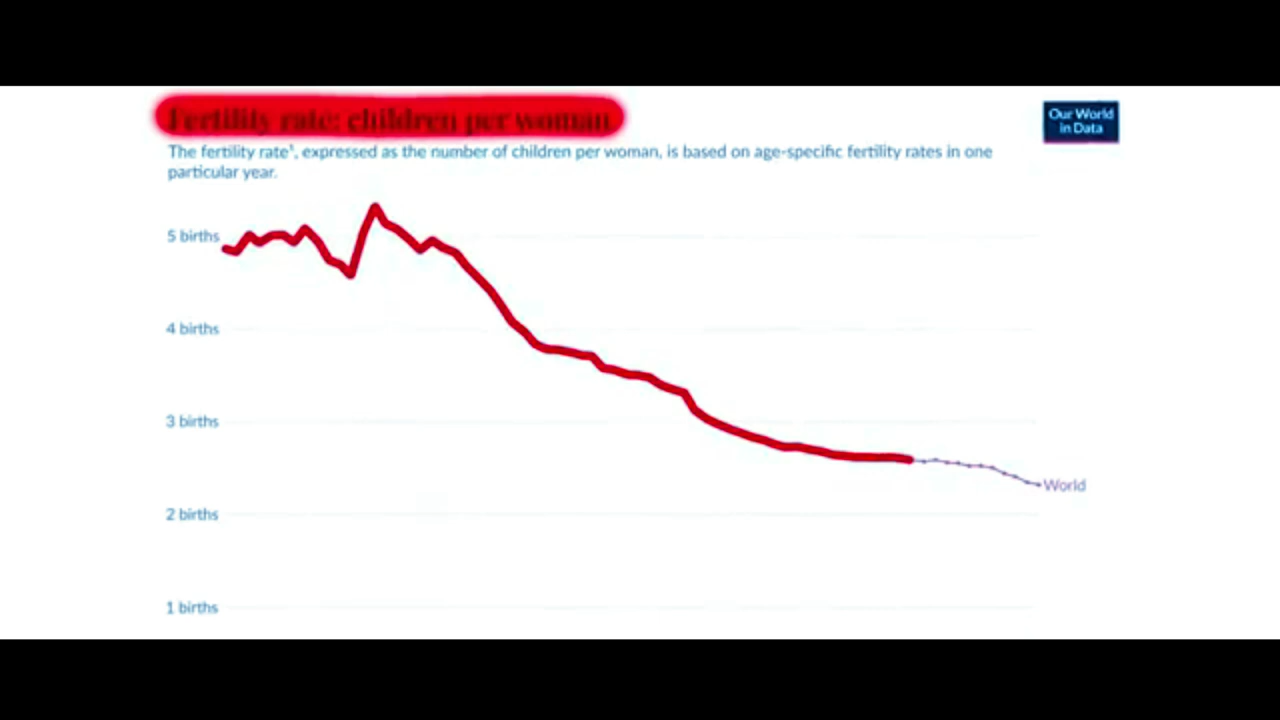 Fertility rate: children per woman
Our World
in Data
The fertility rate¹, expressed as the number of children per woman, is based on age-specific fertility rates in one
particular year.
5 births
4 births
3 births
World
2 births
1 births